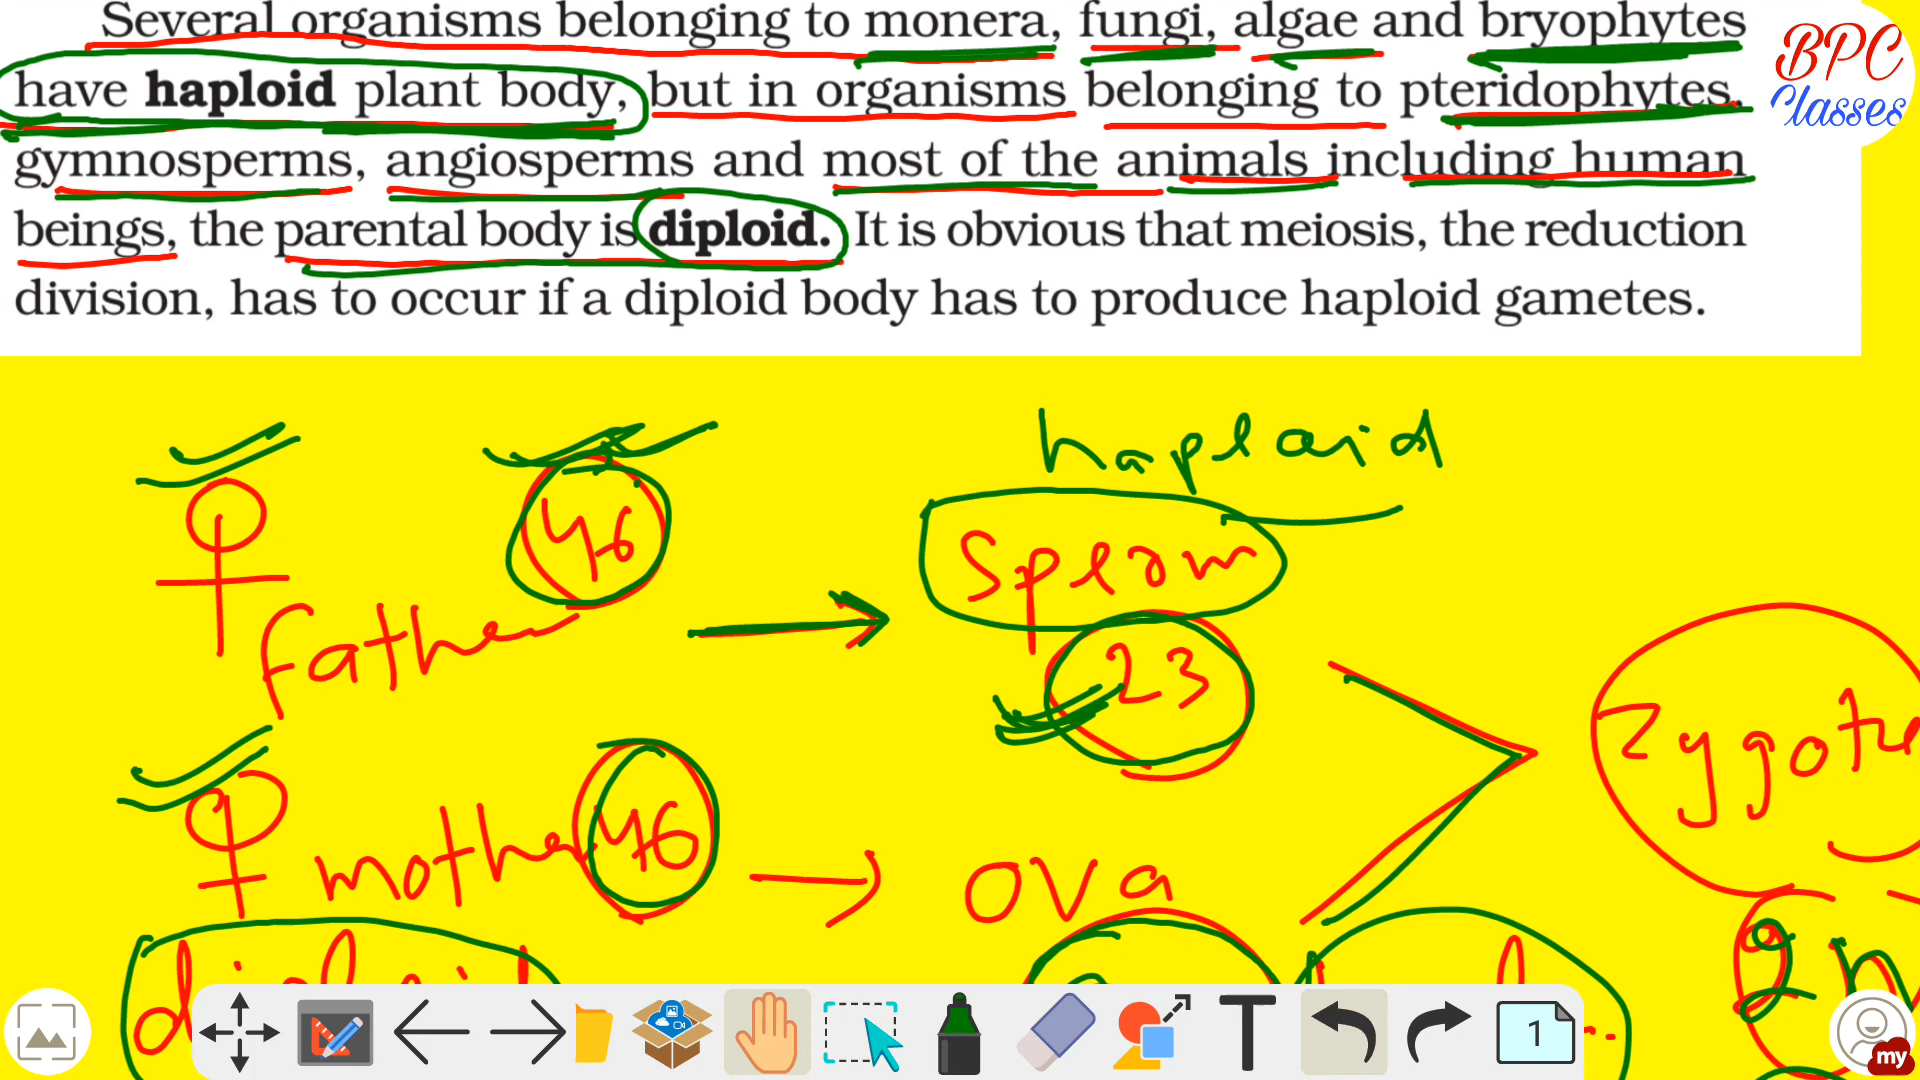 Several organisms belonging to monera, fungi, algae and bryophytes
have haploid plant body, but in organisms belonging to pteridophytes,
gymnosperms, angiosperms and most of the animals including human
beings, the parental body is diploid. It is obvious that meiosis, the reduction
division, has to occur if a diploid body has to produce haploid gametes.
BPC
Classes
haploid
46
Sperm
father
23
Zygote
mother 46
ova
2n
T
1
my